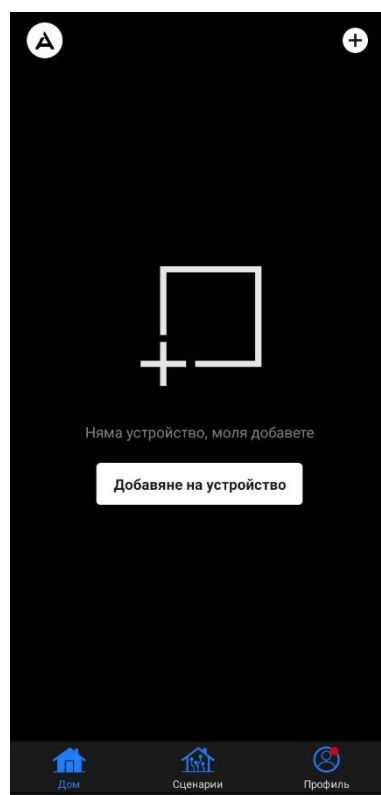 Няма устройство, моля добавете
Добавяне на устройство
Дом
Сценарии
Профиль